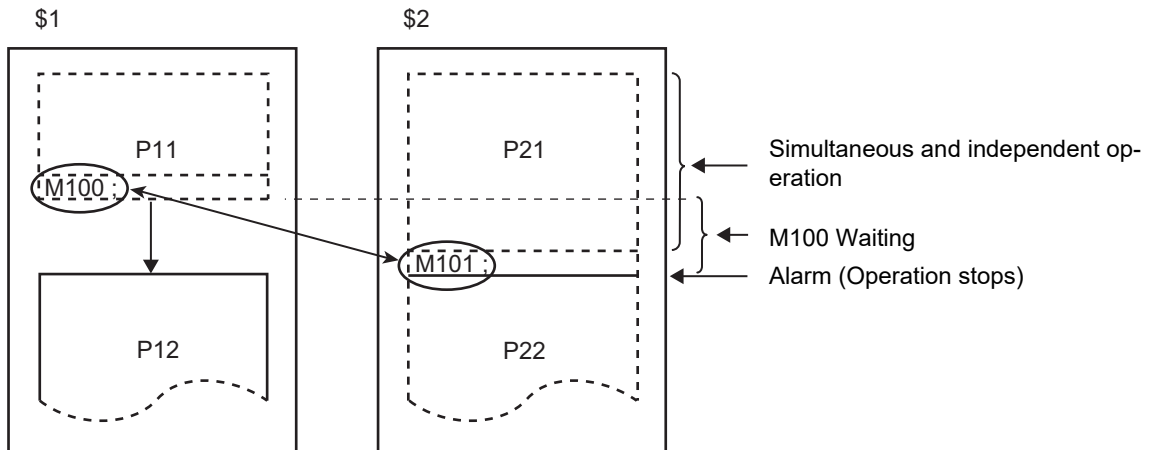 $1
$2
P11
P21
Simultaneous and independent op-
eration
M100 ;
M100 Waiting
M101 ;
Alarm (Operation stops)
P12
P22